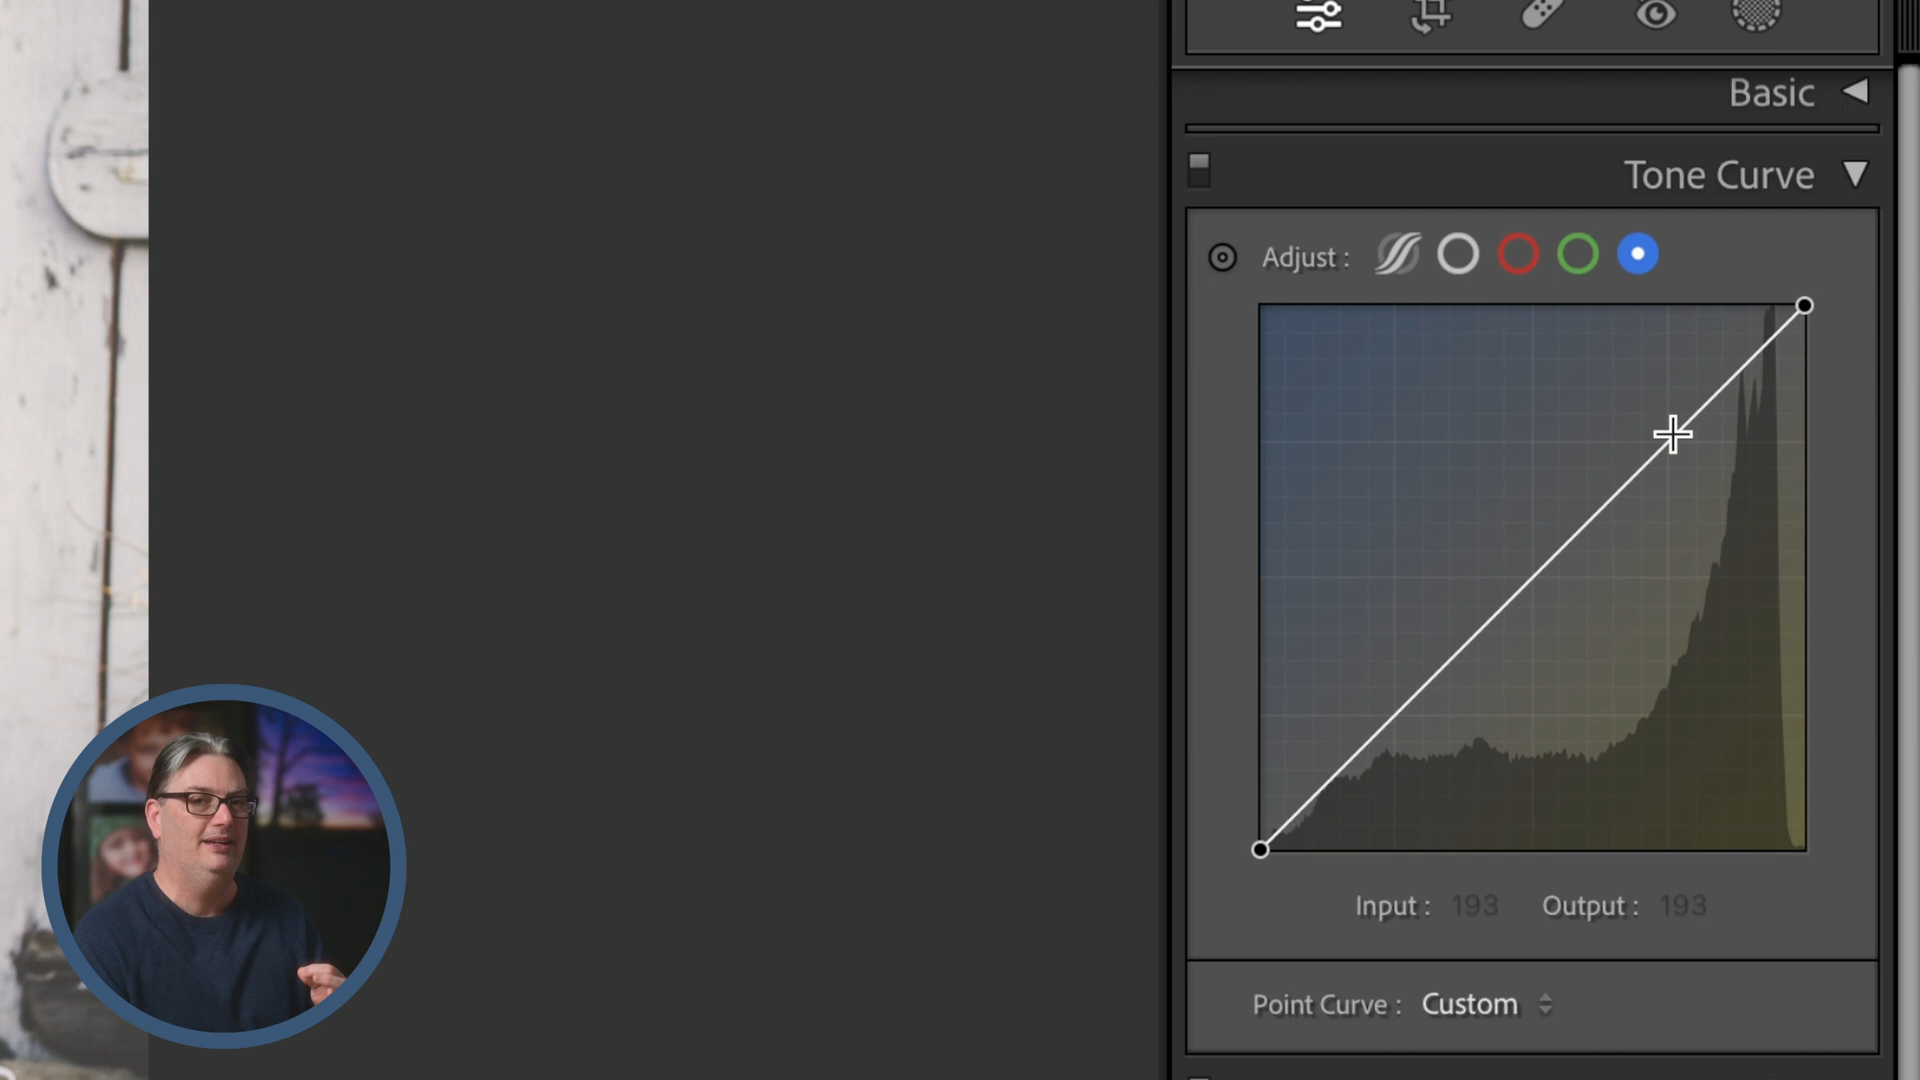 Basic
Tone Curve
Adjust :
Input : 193 Output : 193
Point Curve : Custom